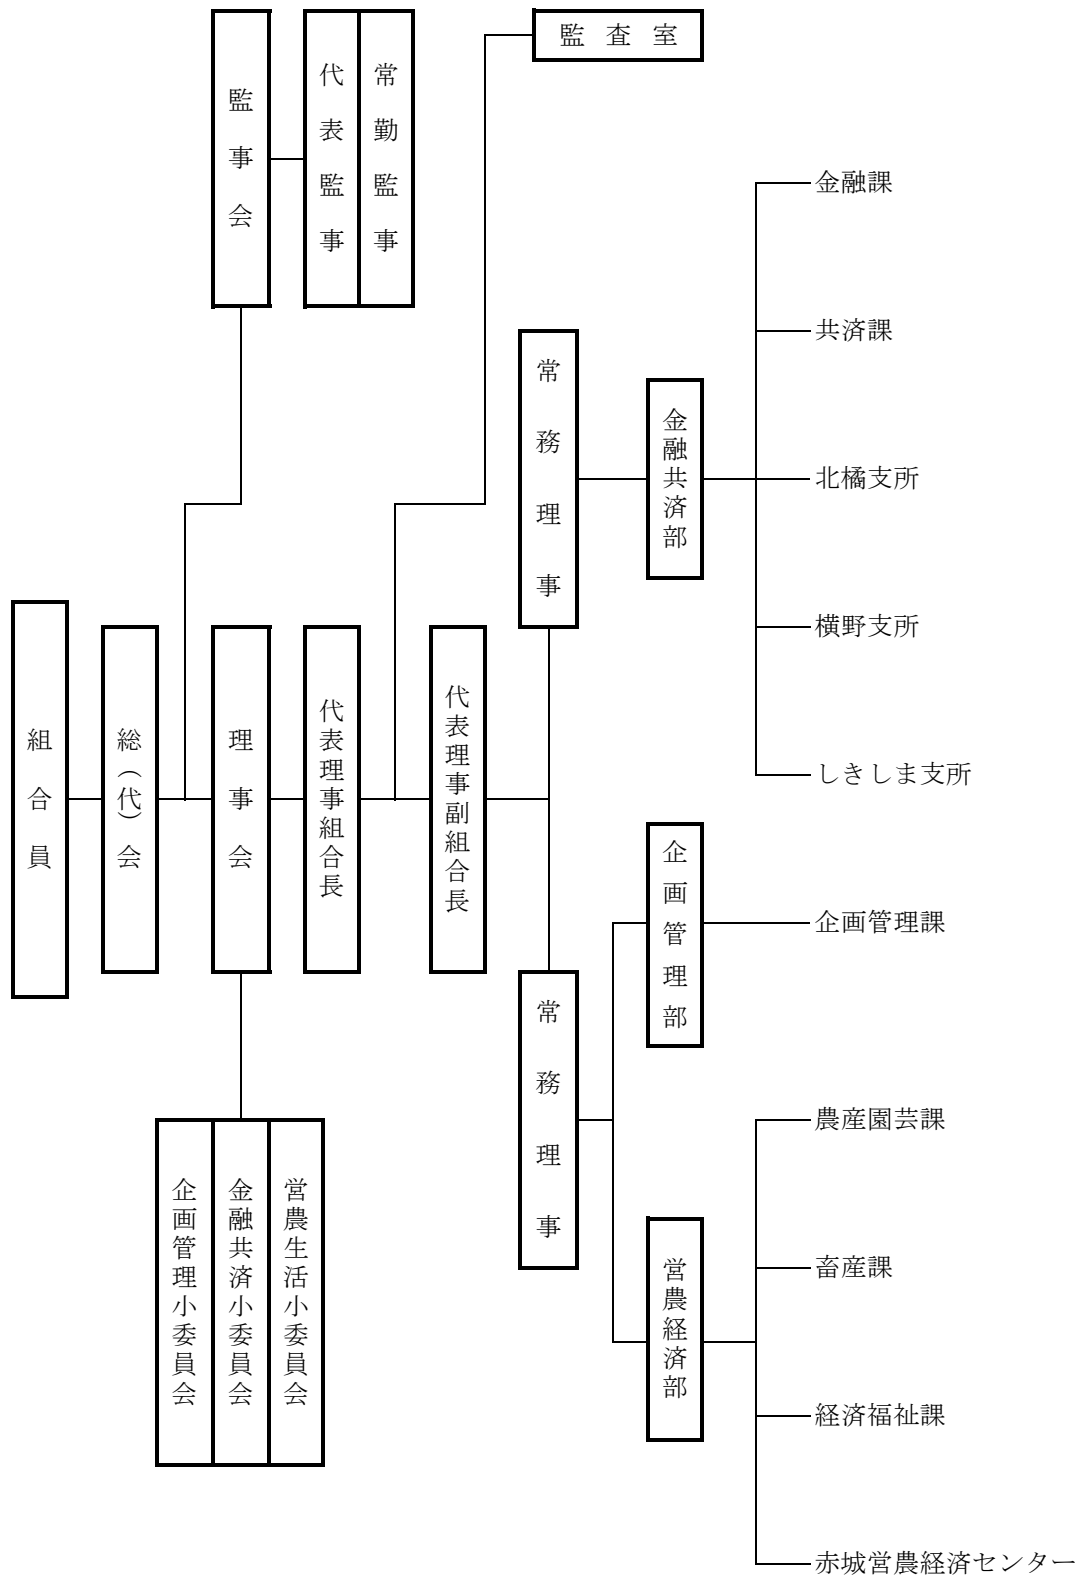 監査室
監事会
代表監事
常勤監事
金融課
共済課
常務理事
金融共済部
北橘支所
横野支所
しきしま支所
組合員
総（代）会
理事会
代表理事組合長
代表理事副組合長
企画管理部
企画管理課
常務理事
農産園芸課
畜産課
営農経済部
経済福祉課
赤城営農経済センター
企画管理小委員会
金融共済小委員会
営農生活小委員会